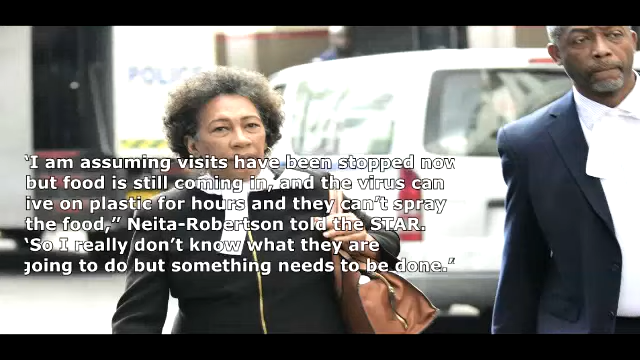 POLICE
“I am assuming visits have been stopped now
but food is still coming in, and the virus can
ive on plastic for hours and they can’t spray
the food,” Neita-Robertson told the STAR.
“So I really don’t know what they are
going to do but something needs to be done.”